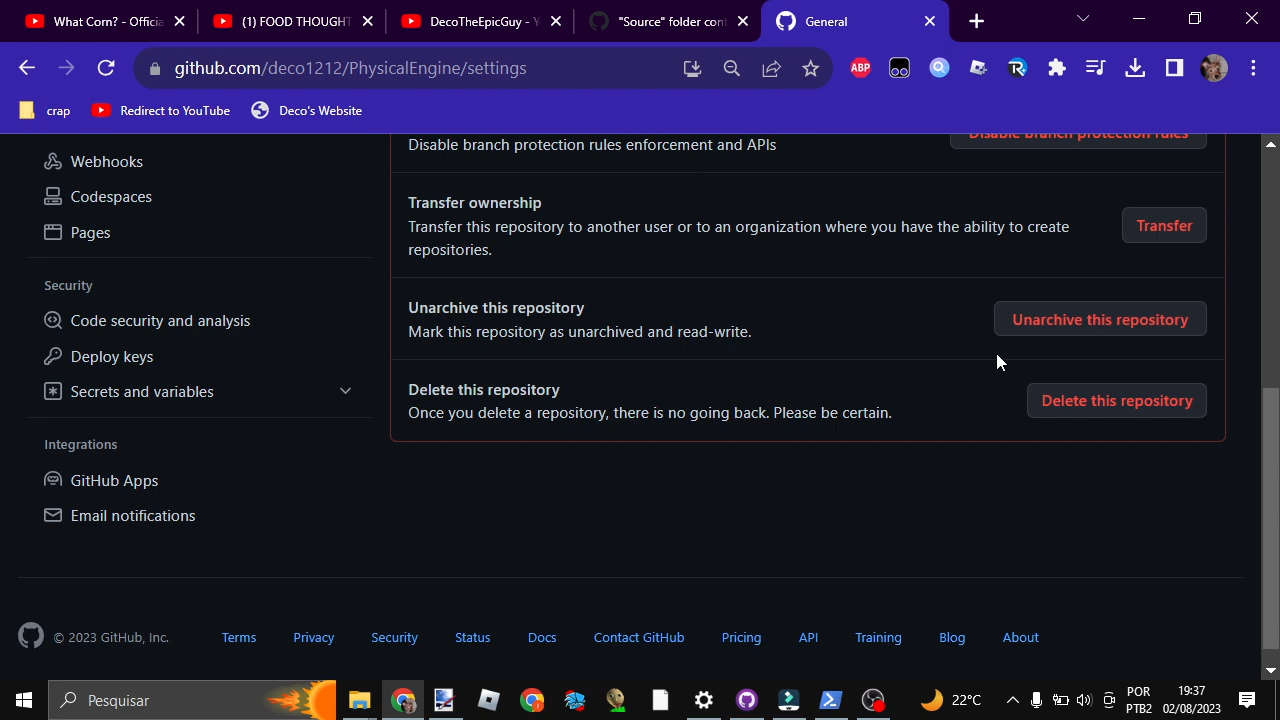 What Corn? - Officia
(1) FOOD THOUGHT
DecoTheEpicGuy - Y
"Source" folder con
General
github.com/deco1212/PhysicalEngine/settings
ABP
crap
Redirect to YouTube
Deco's Website
Webhooks
Codespaces
Pages
Security
Code security and analysis
Deploy keys
Secrets and variables
Integrations
GitHub Apps
Email notifications
Disable branch protection rules enforcement and APIs
Disable branch protection rules
Transfer ownership
Transfer this repository to another user or to an organization where you have the ability to create
repositories.
Transfer
Unarchive this repository
Mark this repository as unarchived and read-write.
Unarchive this repository
Delete this repository
Once you delete a repository, there is no going back. Please be certain.
Delete this repository
© 2023 GitHub, Inc.
Terms
Privacy
Security
Status
Docs
Contact GitHub
Pricing
API
Training
Blog
About
Pesquisar
22°C
POR
PTB2
19:37
02/08/2023